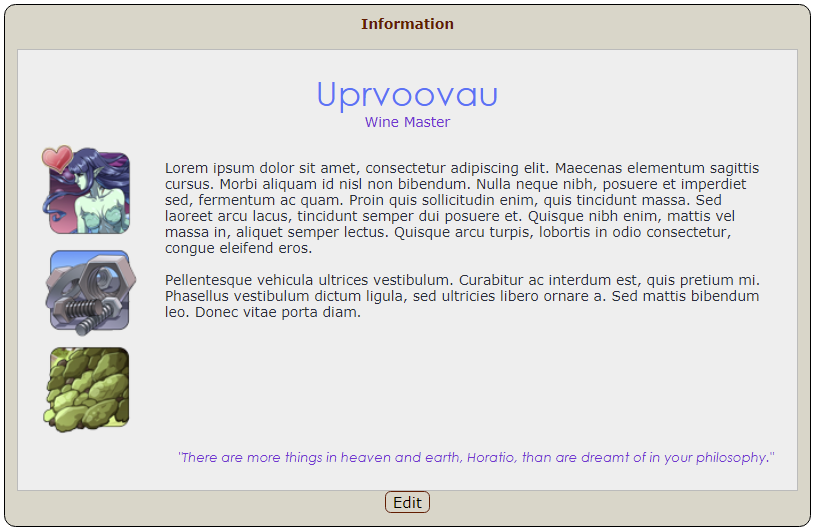 Information
Uprvoovau
Wine Master
Lorem ipsum dolor sit amet, consectetur adipiscing elit. Maecenas elementum sagittis
cursus. Morbi aliquam id nisl non bibendum. Nulla neque nibh, posuere et imperdiet
sed, fermentum ac quam. Proin quis sollicitudin enim, quis tincidunt massa. Sed
laoreet arcu lacus, tincidunt semper dui posuere et. Quisque nibh enim, mattis vel
massa in, aliquet semper lectus. Quisque arcu turpis, lobortis in odio consectetur,
congue eleifend eros.
Pellentesque vehicula ultrices vestibulum. Curabitur ac interdum est, quis pretium mi.
Phasellus vestibulum dictum ligula, sed ultricies libero ornare a. Sed mattis bibendum
leo. Donec vitae porta diam.
"There are more things in heaven and earth, Horatio, than are dreamt of in your philosophy."
Edit